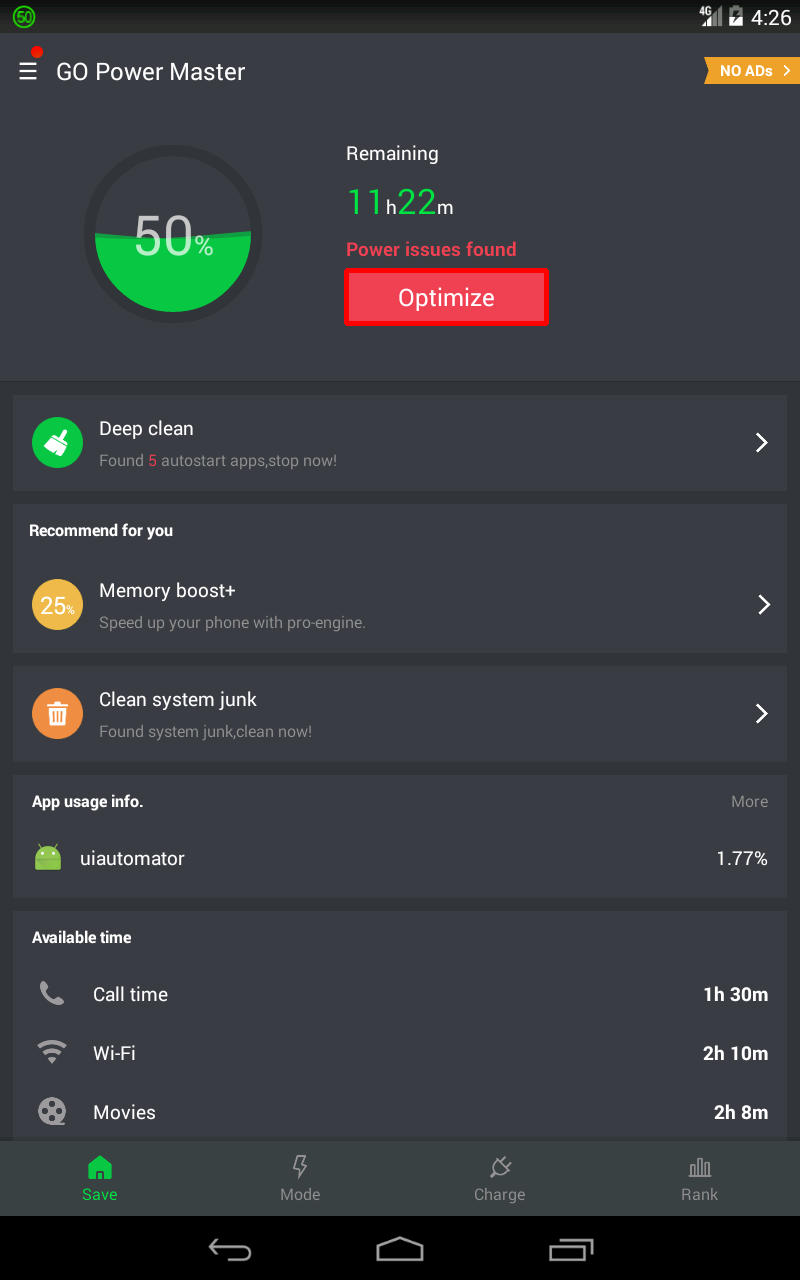 50
4G
4:26
GO Power Master
NO ADs
50%
Remaining
11h22m
Power issues found
Optimize
Deep clean
Found 5 autostart apps,stop now!
Recommend for you
25%
Memory boost+
Speed up your phone with pro-engine.
Clean system junk
Found system junk,clean now!
App usage info.
More
uiautomator
1.77%
Available time
Call time
1h 30m
Wi-Fi
2h 10m
Movies
2h 8m
Save
Mode
Charge
Rank